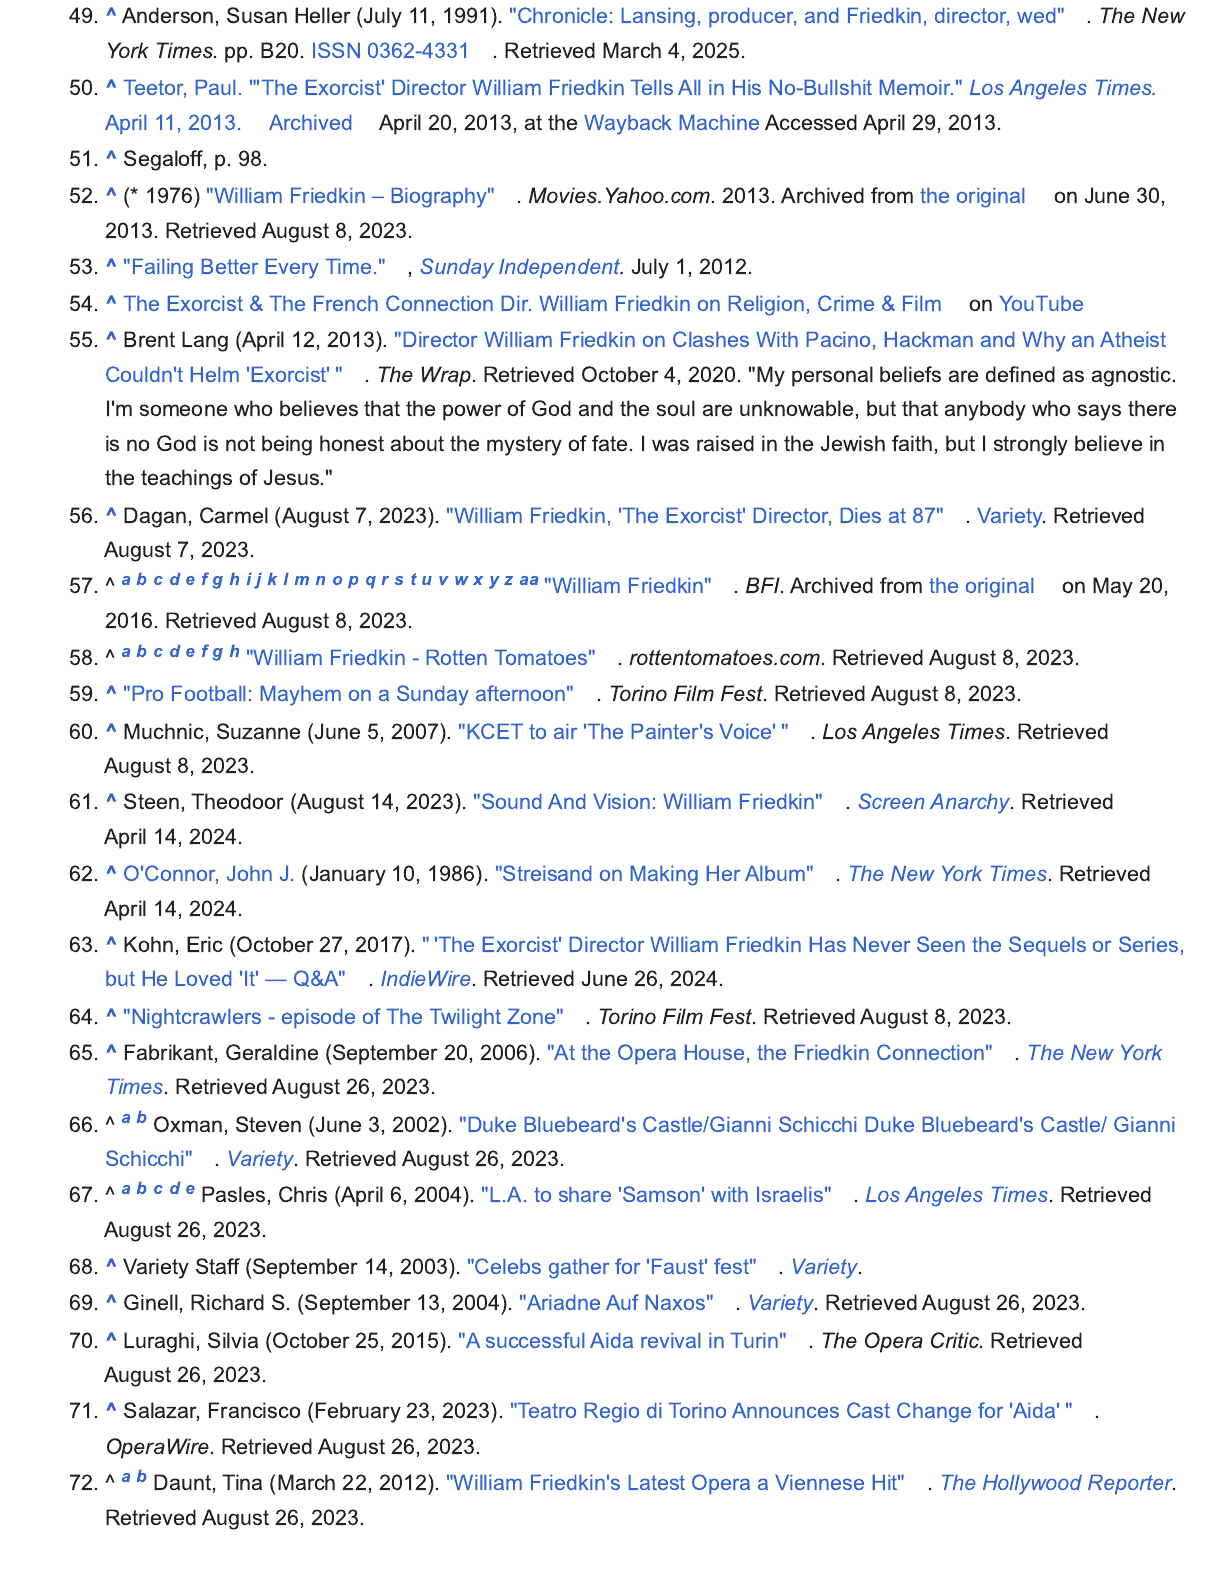 49. ^ Anderson, Susan Heller (July 11, 1991). "Chronicle: Lansing, producer, and Friedkin, director, wed" . The New
York Times. pp. B20. ISSN 0362-4331 . Retrieved March 4, 2025.
50. ^ Teetor, Paul. "'The Exorcist' Director William Friedkin Tells All in His No-Bullshit Memoir." Los Angeles Times.
April 11, 2013. Archived April 20, 2013, at the Wayback Machine Accessed April 29, 2013.
51. ^ Segaloff, p. 98.
52. ^ (* 1976) "William Friedkin – Biography" . Movies.Yahoo.com. 2013. Archived from the original on June 30,
2013. Retrieved August 8, 2023.
53. ^ "Failing Better Every Time." , Sunday Independent. July 1, 2012.
54. ^ The Exorcist & The French Connection Dir. William Friedkin on Religion, Crime & Film on YouTube
55. ^ Brent Lang (April 12, 2013). "Director William Friedkin on Clashes With Pacino, Hackman and Why an Atheist
Couldn't Helm 'Exorcist' " . The Wrap. Retrieved October 4, 2020. "My personal beliefs are defined as agnostic.
I'm someone who believes that the power of God and the soul are unknowable, but that anybody who says there
is no God is not being honest about the mystery of fate. I was raised in the Jewish faith, but I strongly believe in
the teachings of Jesus."
56. ^ Dagan, Carmel (August 7, 2023). "William Friedkin, 'The Exorcist' Director, Dies at 87" . Variety. Retrieved
August 7, 2023.
57. ^ a b c d e f g h i j k l m n o p q r s t u v w x y z aa "William Friedkin" . BFI. Archived from the original on May 20,
2016. Retrieved August 8, 2023.
58. ^ a b c d e f g h "William Friedkin - Rotten Tomatoes" . rottentomatoes.com. Retrieved August 8, 2023.
59. ^ "Pro Football: Mayhem on a Sunday afternoon" . Torino Film Fest. Retrieved August 8, 2023.
60. ^ Muchnic, Suzanne (June 5, 2007). "KCET to air 'The Painter's Voice' " . Los Angeles Times. Retrieved
August 8, 2023.
61. ^ Steen, Theodoor (August 14, 2023). "Sound And Vision: William Friedkin" . Screen Anarchy. Retrieved
April 14, 2024.
62. ^ O'Connor, John J. (January 10, 1986). "Streisand on Making Her Album" . The New York Times. Retrieved
April 14, 2024.
63. ^ Kohn, Eric (October 27, 2017). " 'The Exorcist' Director William Friedkin Has Never Seen the Sequels or Series,
but He Loved 'It' — Q&A" . IndieWire. Retrieved June 26, 2024.
64. ^ "Nightcrawlers - episode of The Twilight Zone" . Torino Film Fest. Retrieved August 8, 2023.
65. ^ Fabrikant, Geraldine (September 20, 2006). "At the Opera House, the Friedkin Connection" . The New York
Times. Retrieved August 26, 2023.
66. ^ a b Oxman, Steven (June 3, 2002). "Duke Bluebeard's Castle/Gianni Schicchi Duke Bluebeard's Castle/ Gianni
Schicchi" . Variety. Retrieved August 26, 2023.
67. ^ a b c d e Pasles, Chris (April 6, 2004). "L.A. to share 'Samson' with Israelis" . Los Angeles Times. Retrieved
August 26, 2023.
68. ^ Variety Staff (September 14, 2003). "Celebs gather for 'Faust' fest" . Variety.
69. ^ Ginell, Richard S. (September 13, 2004). "Ariadne Auf Naxos" . Variety. Retrieved August 26, 2023.
70. ^ Luraghi, Silvia (October 25, 2015). "A successful Aida revival in Turin" . The Opera Critic. Retrieved
August 26, 2023.
71. ^ Salazar, Francisco (February 23, 2023). "Teatro Regio di Torino Announces Cast Change for 'Aida' " .
OperaWire. Retrieved August 26, 2023.
72. ^ a b Daunt, Tina (March 22, 2012). "William Friedkin's Latest Opera a Viennese Hit" . The Hollywood Reporter.
Retrieved August 26, 2023.